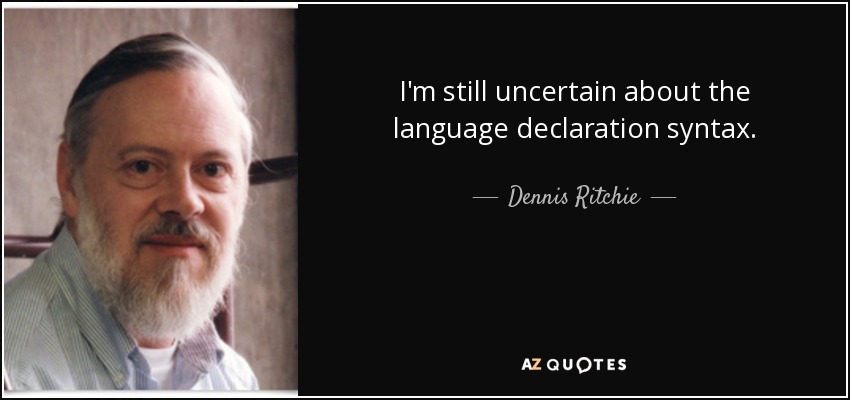 I'm still uncertain about the
language declaration syntax.
— Dennis Ritchie —
AZ QUOTES